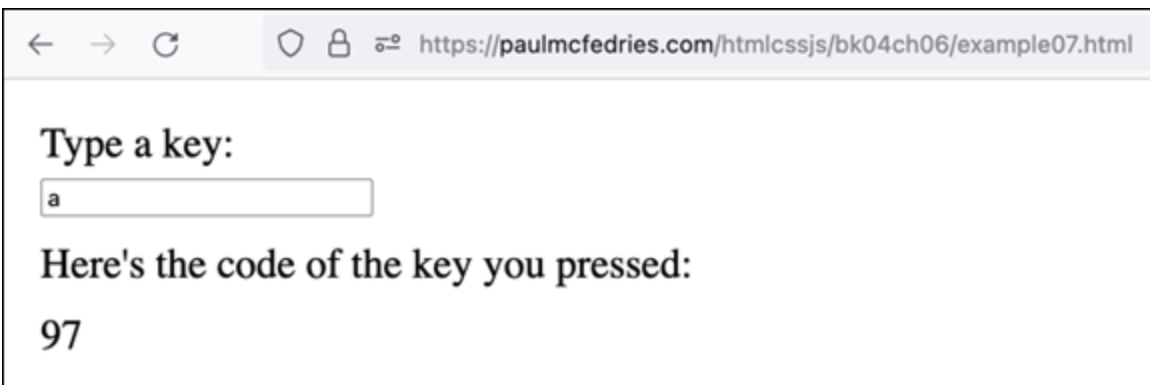 https://paulmcfedries.com/htmlcssjs/bk04ch06/example07.html
Type a key:
a
Here's the code of the key you pressed:
97